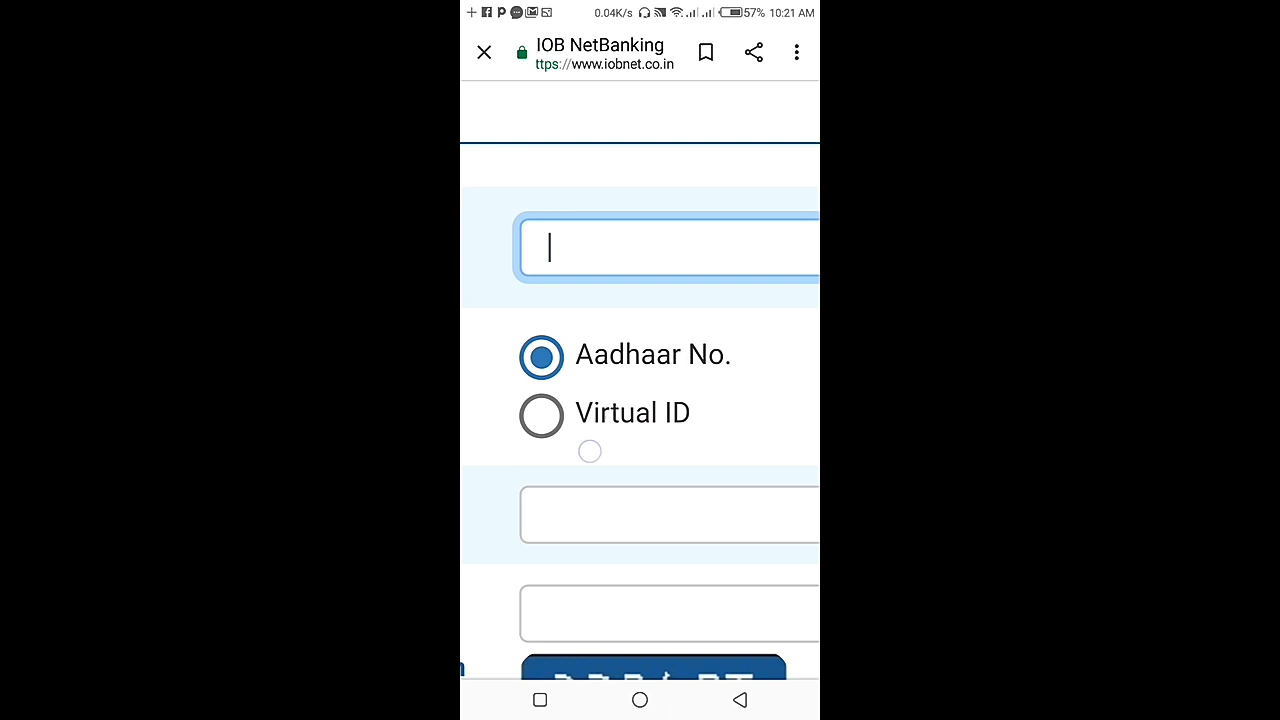 0.04K/s 57% 10:21 AM
IOB NetBanking
ttps://www.iobnet.co.in
Aadhaar No.
Virtual ID